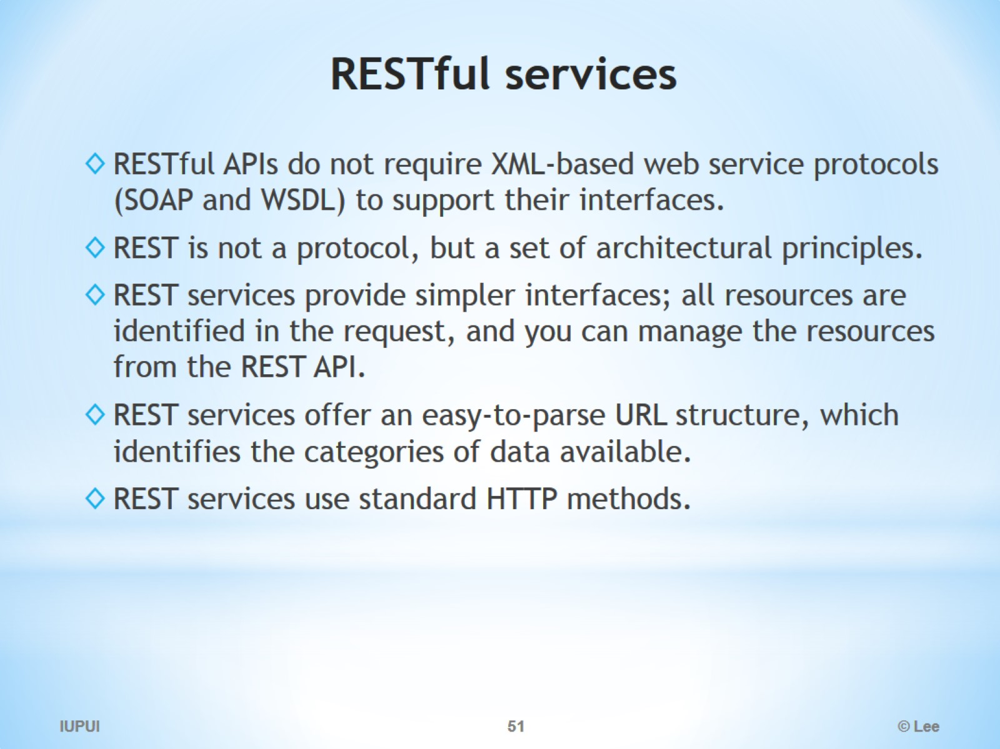 RESTful services
◇ RESTful APIs do not require XML-based web service protocols
(SOAP and WSDL) to support their interfaces.
◇ REST is not a protocol, but a set of architectural principles.
◇ REST services provide simpler interfaces; all resources are
identified in the request, and you can manage the resources
from the REST API.
◇ REST services offer an easy-to-parse URL structure, which
identifies the categories of data available.
◇ REST services use standard HTTP methods.
IUPUI 51 © Lee